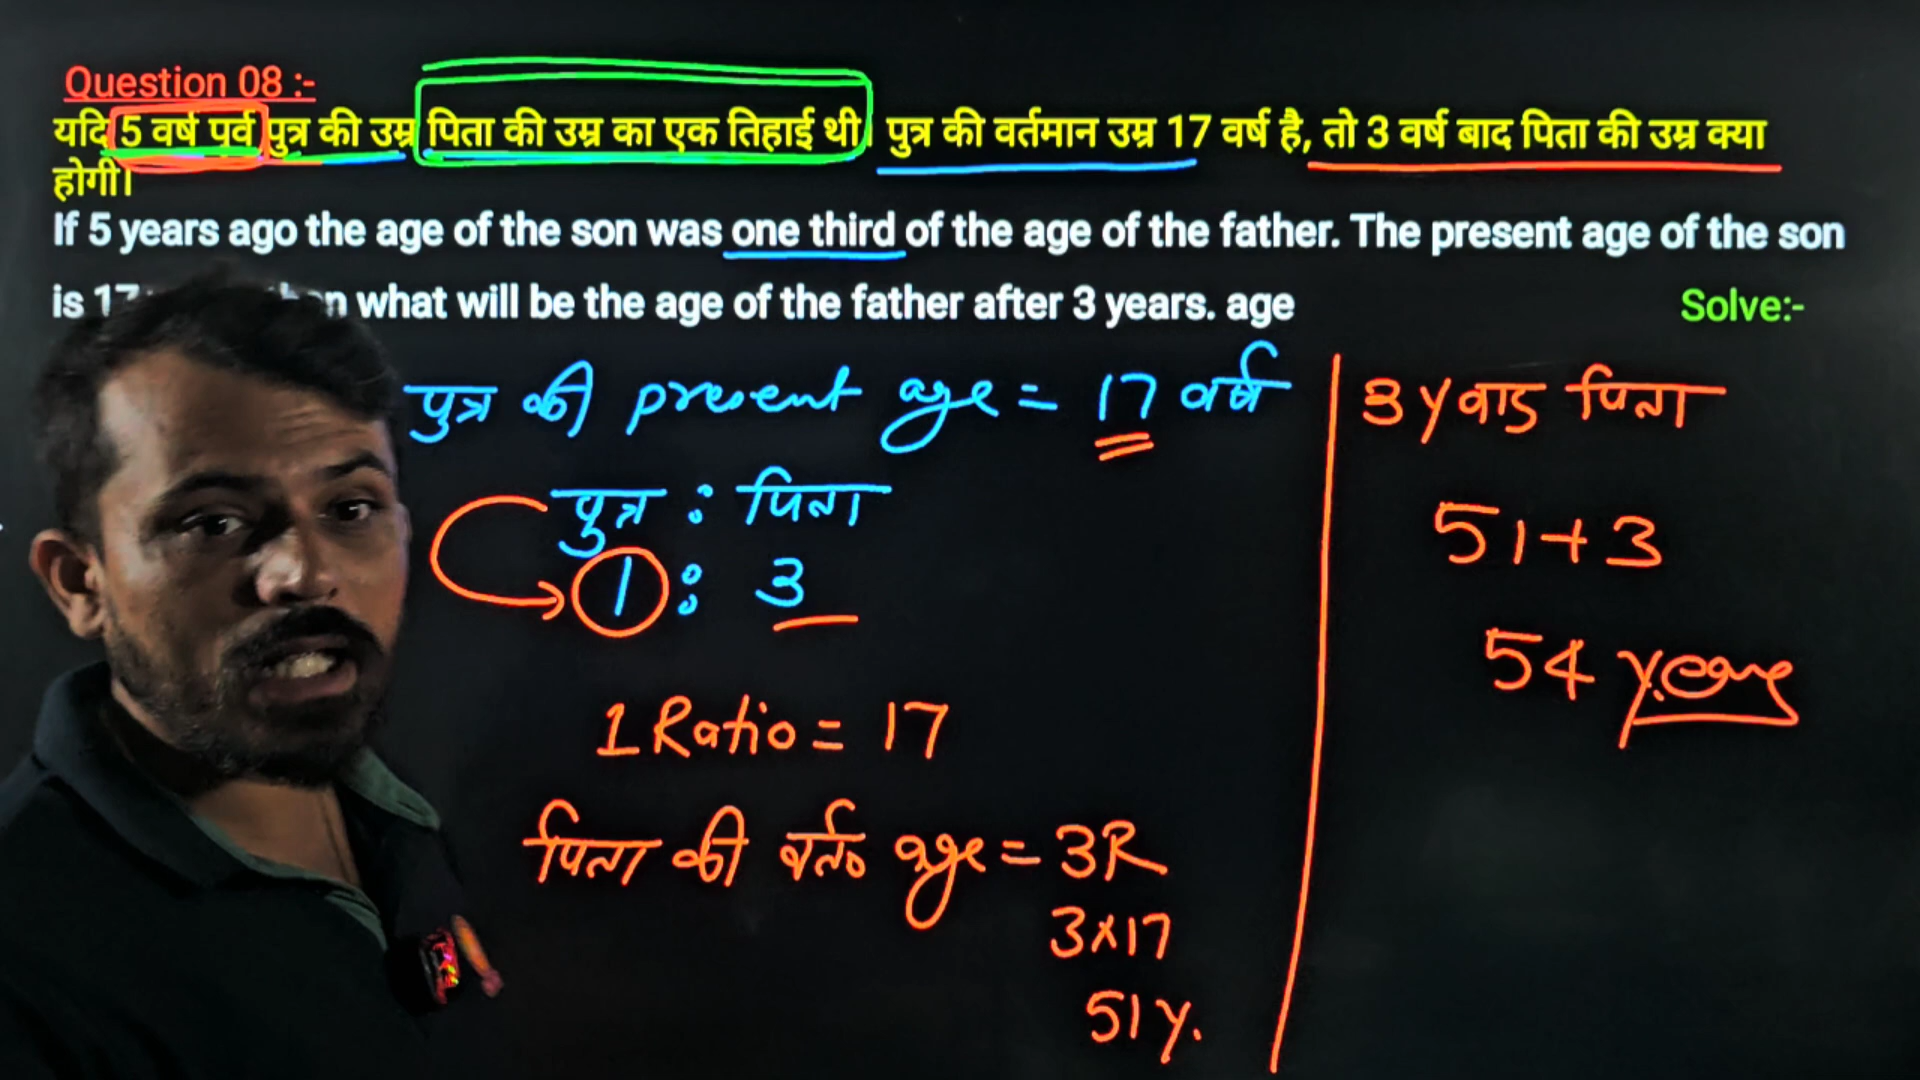 Question 08 :-
यदि 5 वर्ष पूर्व पुत्र की उम्र पिता की उम्र का एक तिहाई थी। पुत्र की वर्तमान उम्र 17 वर्ष है, तो 3 वर्ष बाद पिता की उम्र क्या
होगी।
If 5 years ago the age of the son was one third of the age of the father. The present age of the son
is 17 what will be the age of the father after 3 years. age
Solve:-
पुत्र की present age = 17 वर्ष
पुत्र : पिता
1 : 3
1 Ratio = 17
पिता की वर्त० age = 3R
3×17
51 y.
3 y बाद पिता
51+3
54 years